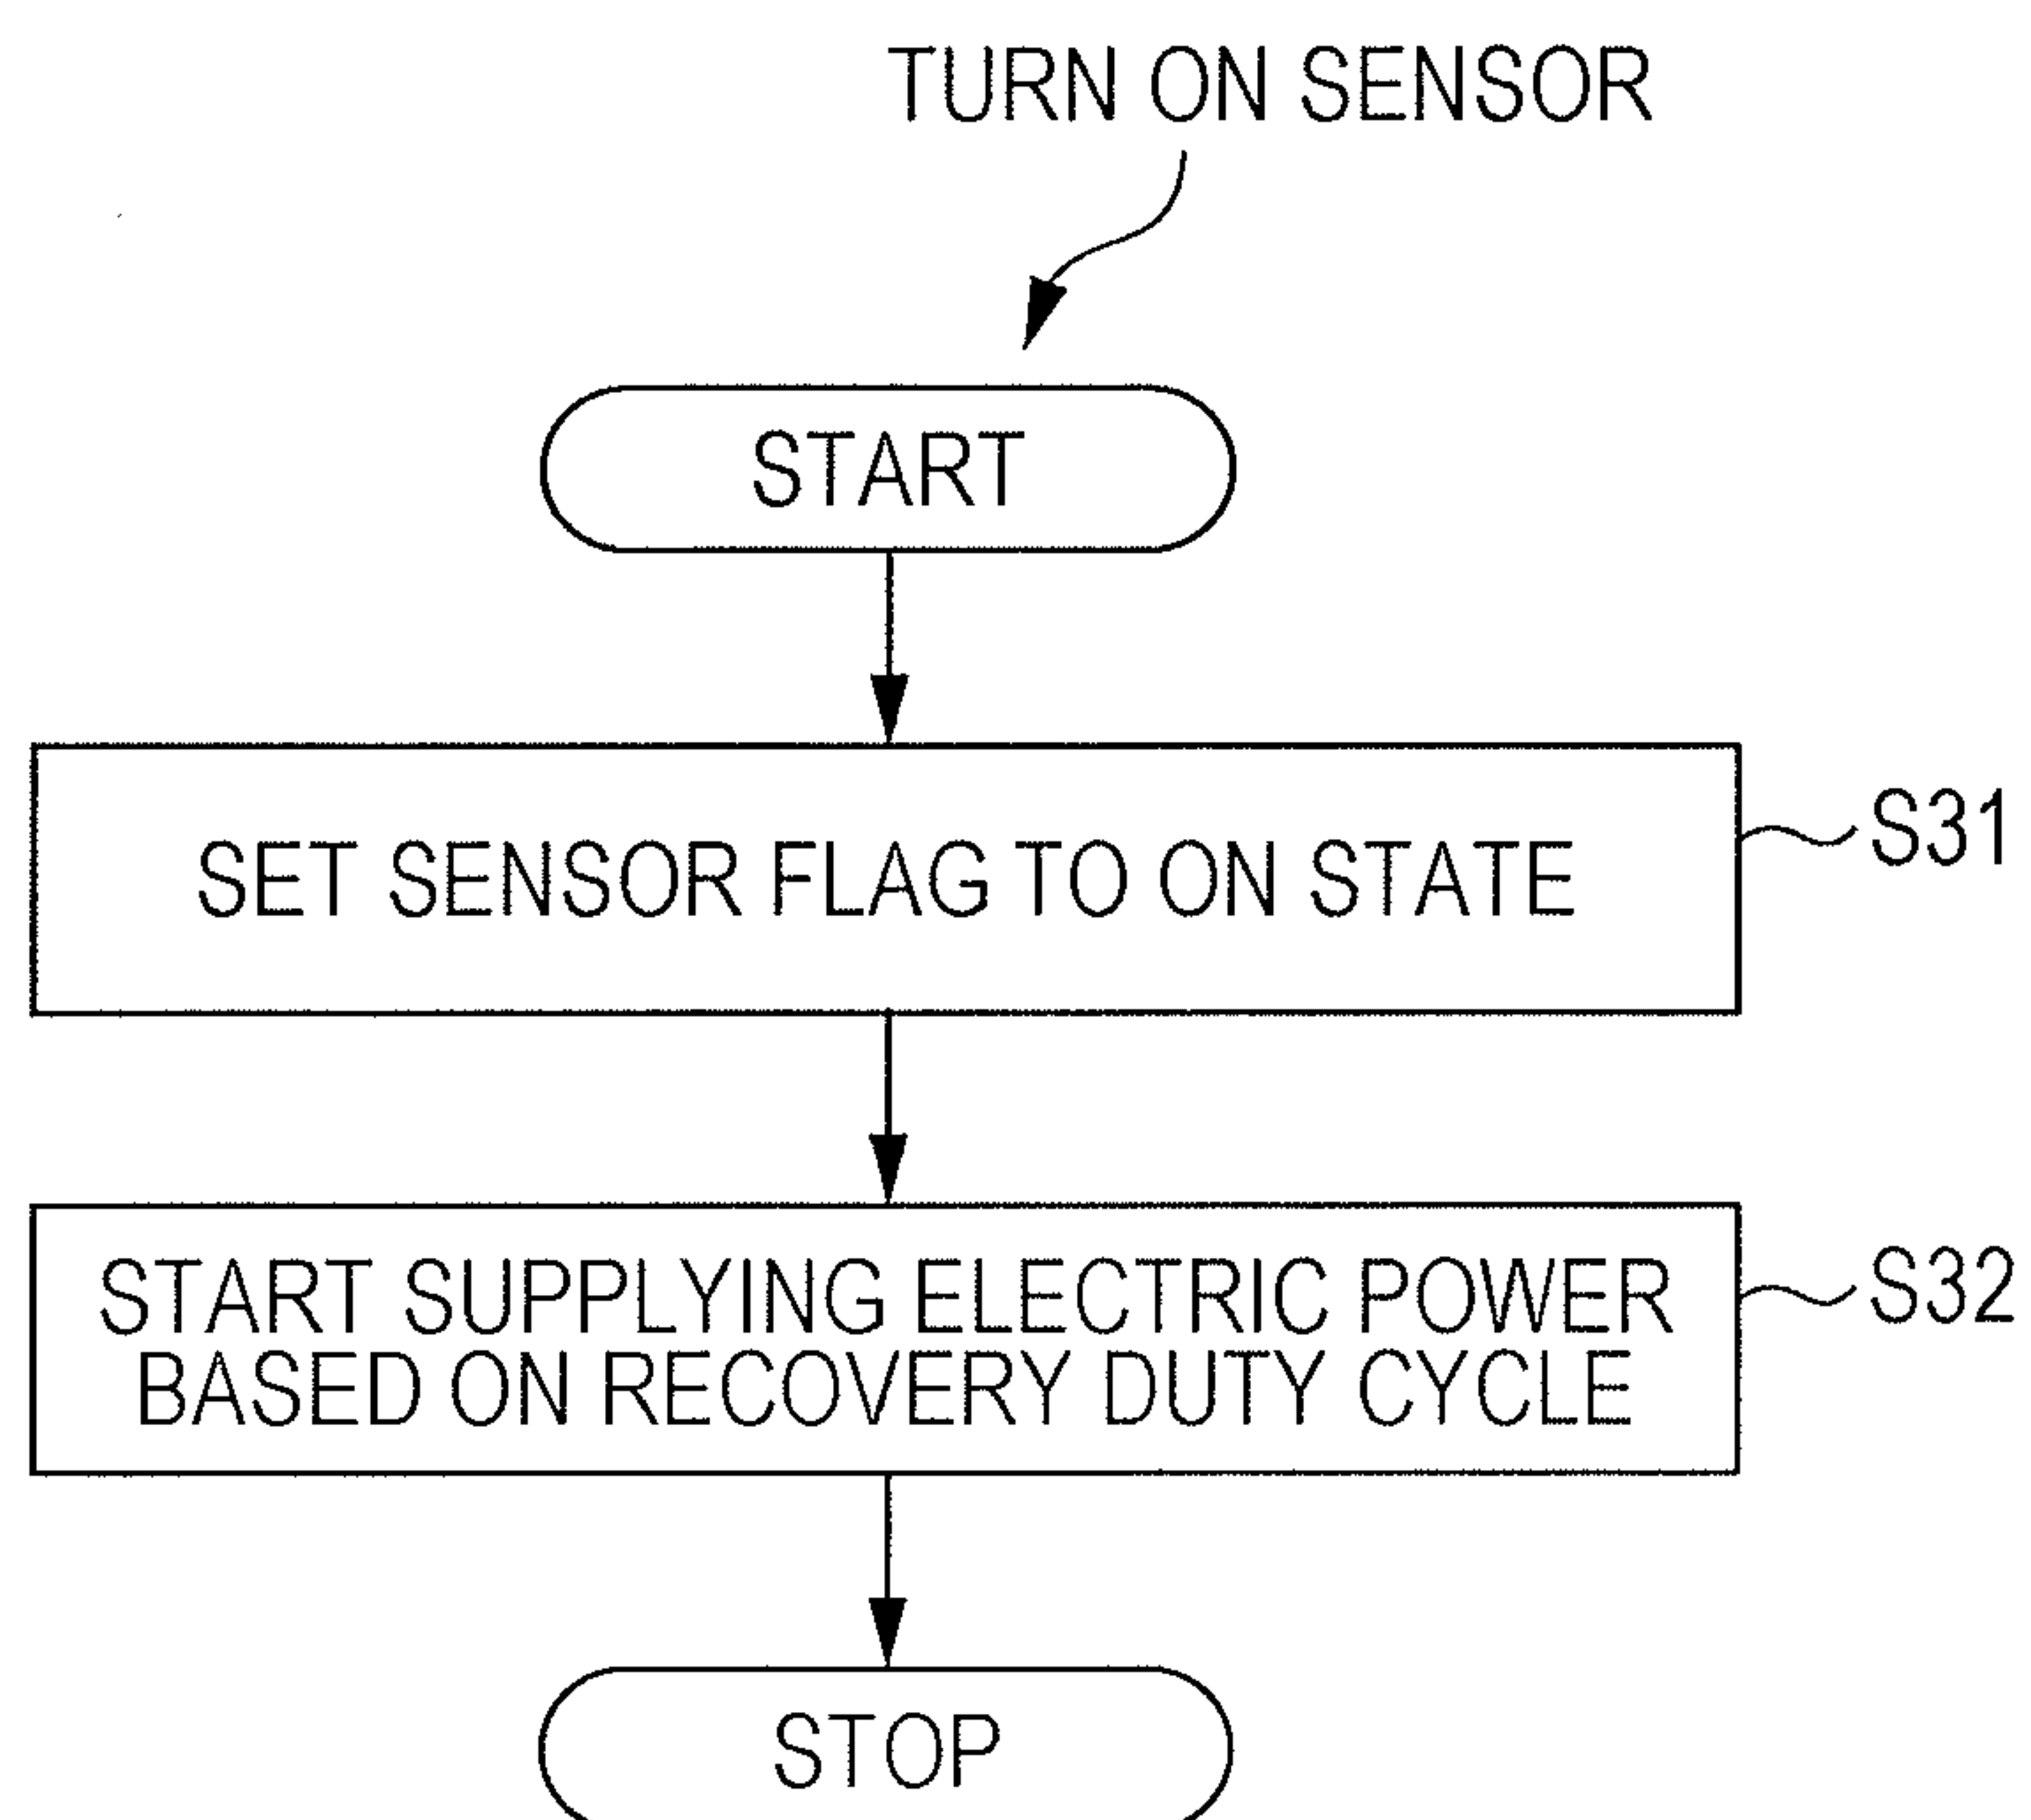 TURN ON SENSOR
START
SET SENSOR FLAG TO ON STATE
S31
START SUPPLYING ELECTRIC POWER
BASED ON RECOVERY DUTY CYCLE
S32
STOP